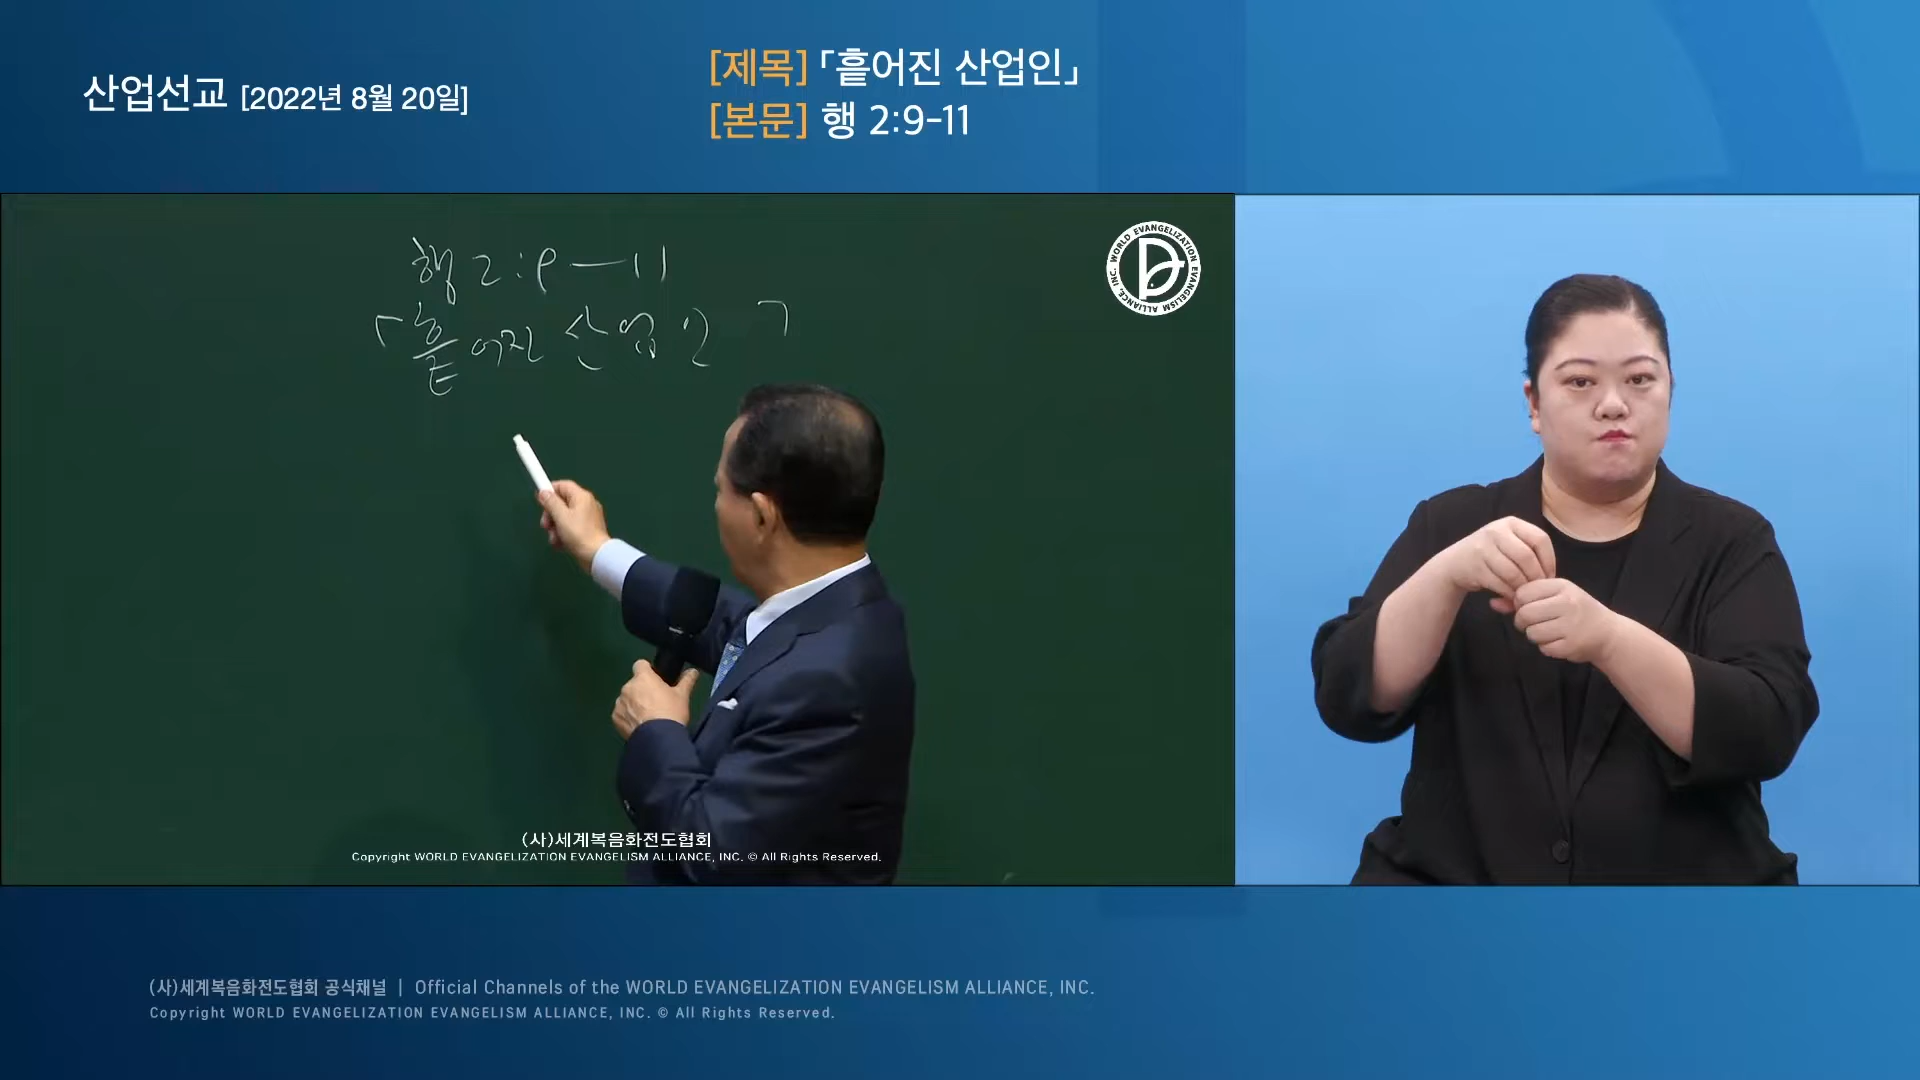 산업선교 [2022년 8월 20일]
[제목] 「흩어진 산업인」
[본문] 행 2:9-11
행 2:9-11
「흩어진 산업인」
WORLD EVANGELIZATION EVANGELISM ALLIANCE, INC.
(사)세계복음화전도협회
Copyright WORLD EVANGELIZATION EVANGELISM ALLIANCE, INC. © All Rights Reserved.
(사)세계복음화전도협회 공식채널 | Official Channels of the WORLD EVANGELIZATION EVANGELISM ALLIANCE, INC.
Copyright WORLD EVANGELIZATION EVANGELISM ALLIANCE, INC. © All Rights Reserved.